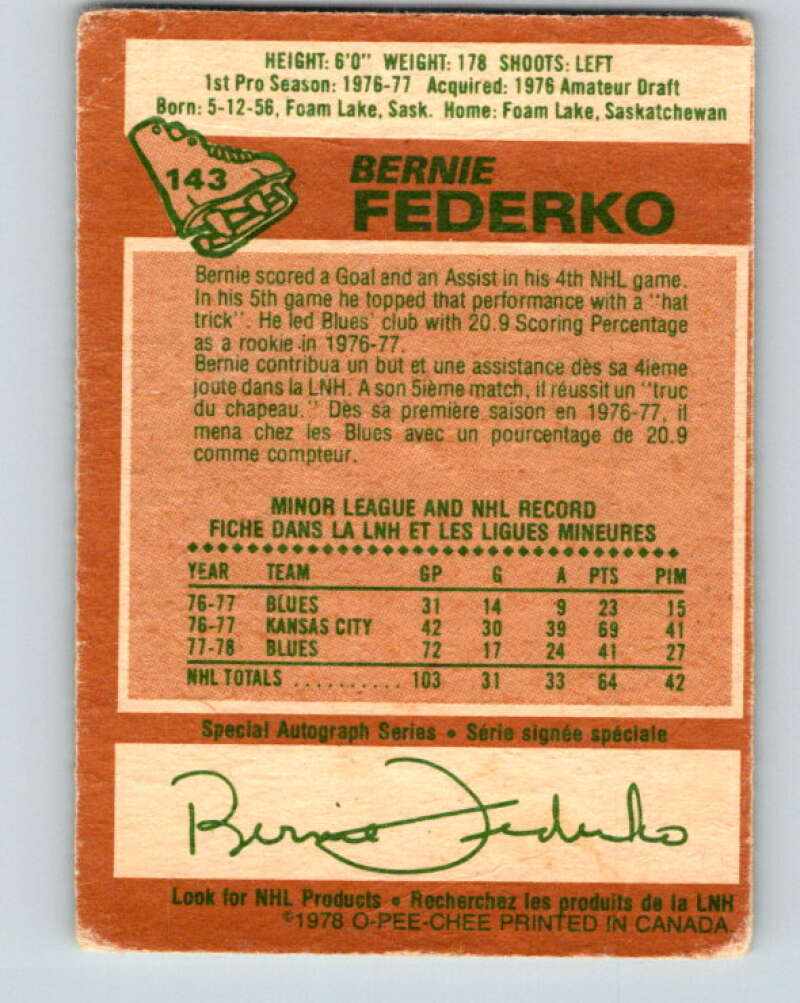 HEIGHT: 6'0" WEIGHT: 178 SHOOTS: LEFT
1st Pro Season: 1976-77 Acquired: 1976 Amateur Draft
Born: 5-12-56, Foam Lake, Sask. Home: Foam Lake, Saskatchewan
143
BERNIE
FEDERKO
Bernie scored a Goal and an Assist in his 4th NHL game.
In his 5th game he topped that performance with a "hat
trick". He led Blues' club with 20.9 Scoring Percentage
as a rookie in 1976-77.
Bernie contribua un but et une assistance dès sa 4ieme
joute dans la LNH. A son 5ième match, il réussit un "truc
du chapeau." Dès sa première saison en 1976-77, il
mena chez les Blues avec un pourcentage de 20.9
comme compteur.
MINOR LEAGUE AND NHL RECORD
FICHE DANS LA LNH ET LES LIGUES MINEURES
YEAR TEAM GP G A PTS PIM
76-77 BLUES 31 14 9 23 15
76-77 KANSAS CITY 42 30 39 69 41
77-78 BLUES 72 17 24 41 27
NHL TOTALS .......... 103 31 33 64 42
Special Autograph Series • Série signée spéciale
Bernie Federko
Look for NHL Products • Recherchez les produits de la LNH
©1978 O-PEE-CHEE PRINTED IN CANADA.